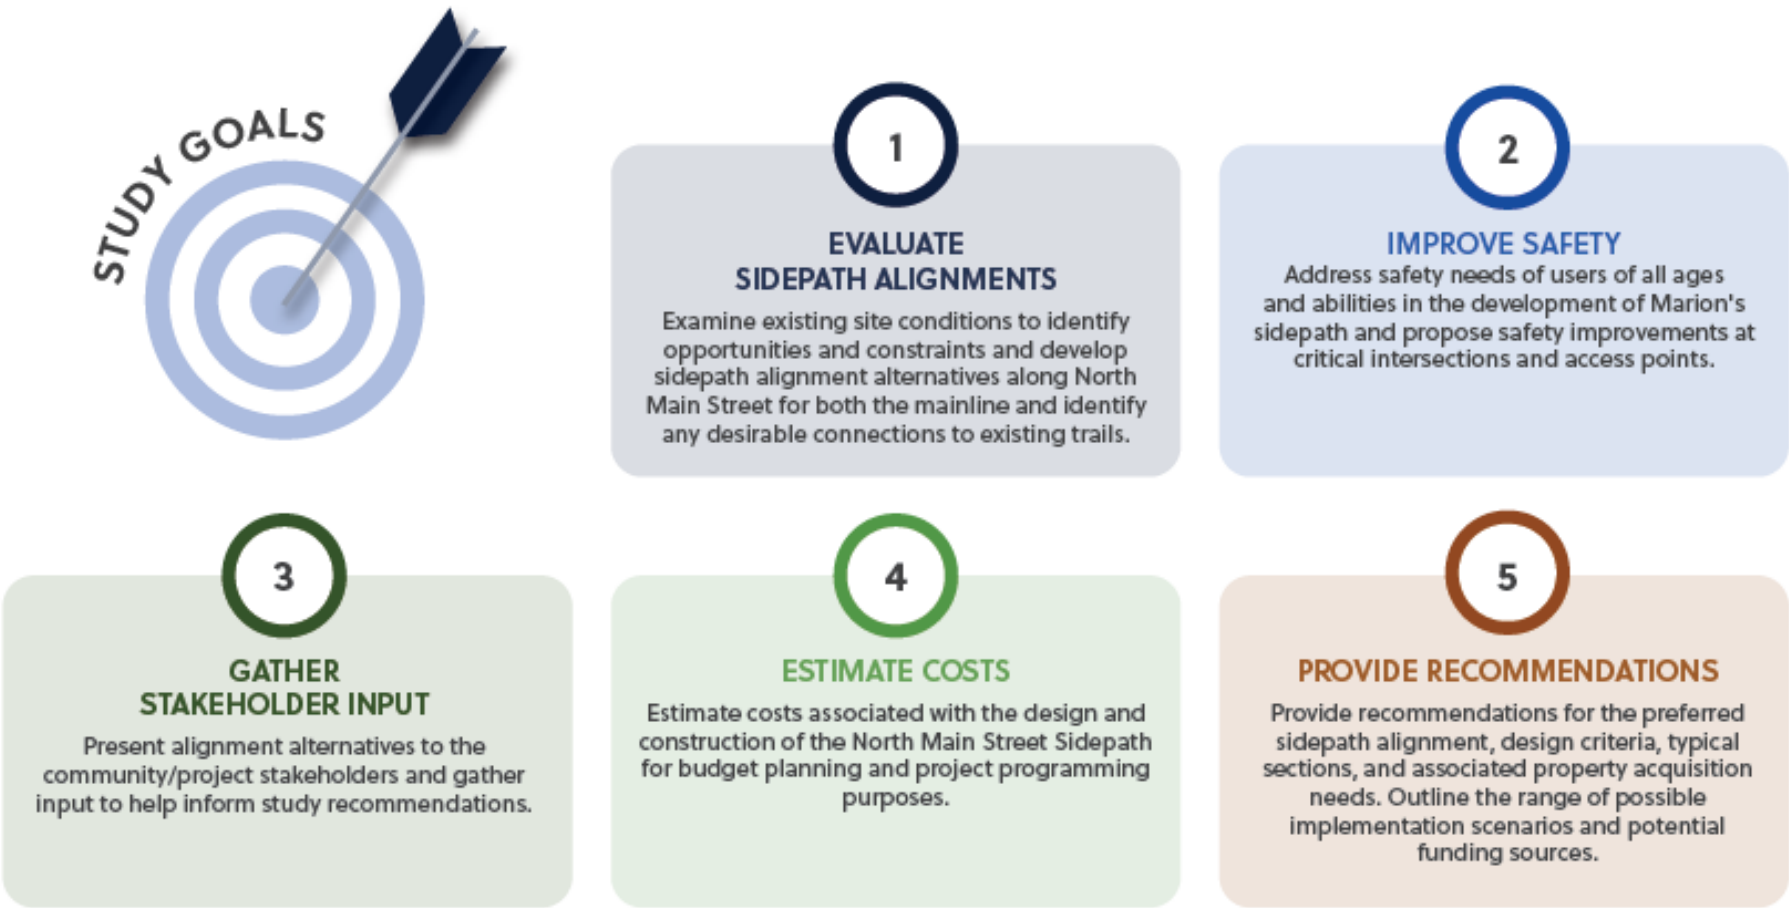 STUDY GOALS
1
EVALUATE
SIDEPATH ALIGNMENTS
Examine existing site conditions to identify
opportunities and constraints and develop
sidepath alignment alternatives along North
Main Street for both the mainline and identify
any desirable connections to existing trails.
2
IMPROVE SAFETY
Address safety needs of users of all ages
and abilities in the development of Marion's
sidepath and propose safety improvements at
critical intersections and access points.
3
GATHER
STAKEHOLDER INPUT
Present alignment alternatives to the
community/project stakeholders and gather
input to help inform study recommendations.
4
ESTIMATE COSTS
Estimate costs associated with the design and
construction of the North Main Street Sidepath
for budget planning and project programming
purposes.
5
PROVIDE RECOMMENDATIONS
Provide recommendations for the preferred
sidepath alignment, design criteria, typical
sections, and associated property acquisition
needs. Outline the range of possible
implementation scenarios and potential
funding sources.